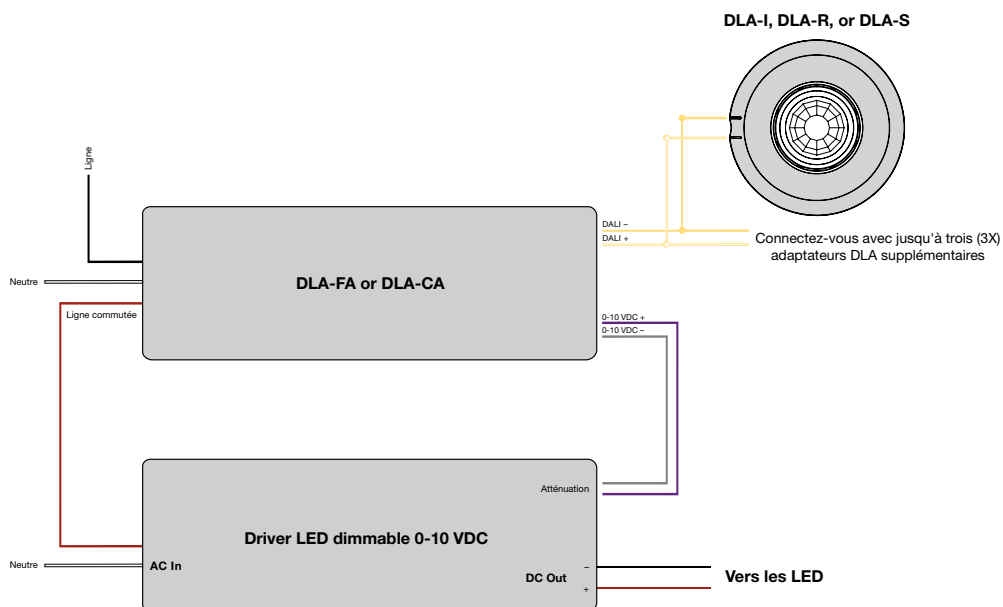 DLA-I, DLA-R, or DLA-S
Ligne
DALI –
DALI +
Connectez-vous avec jusqu'à trois (3X)
adaptateurs DLA supplémentaires
Neutre
DLA-FA or DLA-CA
Ligne commutée
0-10 VDC +
0-10 VDC –
Atténuation
Driver LED dimmable 0-10 VDC
Neutre
AC In
DC Out
–
+
Vers les LED